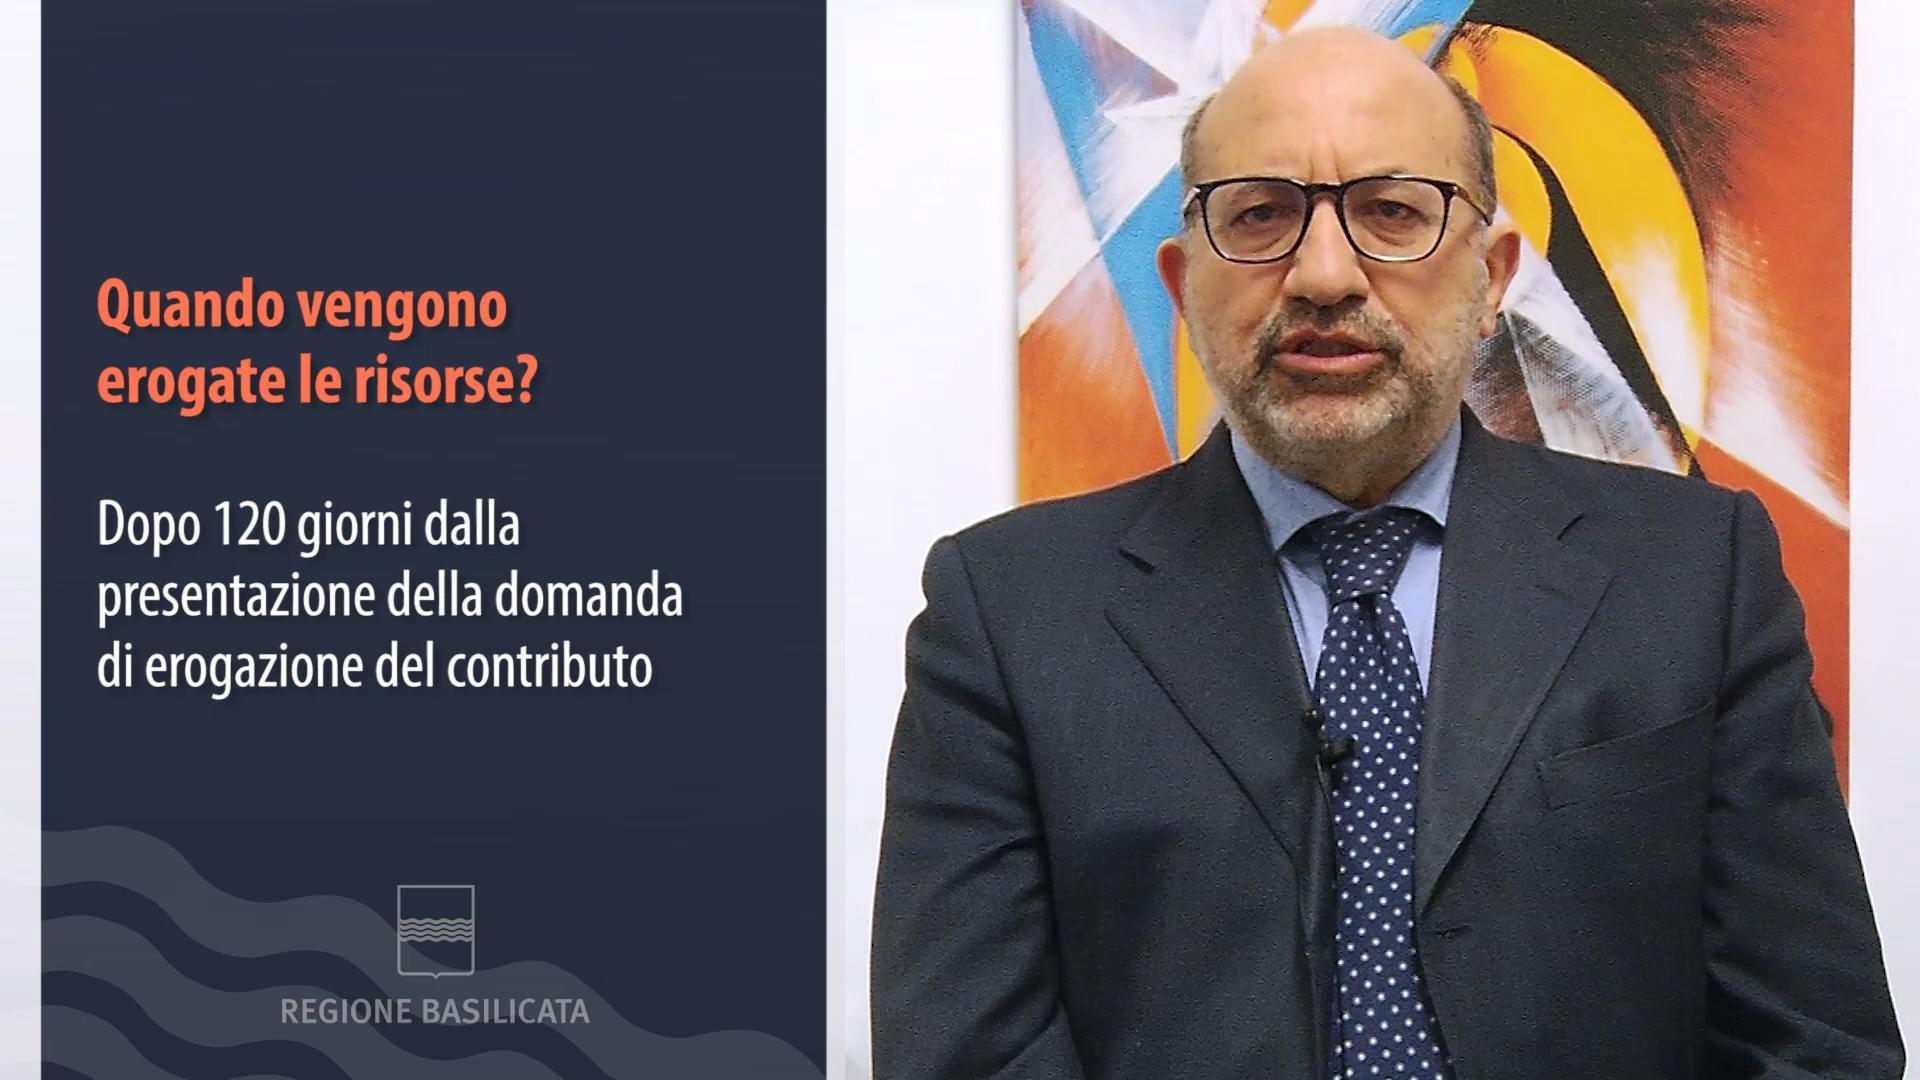 Quando vengono
erogate le risorse?
Dopo 120 giorni dalla
presentazione della domanda
di erogazione del contributo
REGIONE BASILICATA